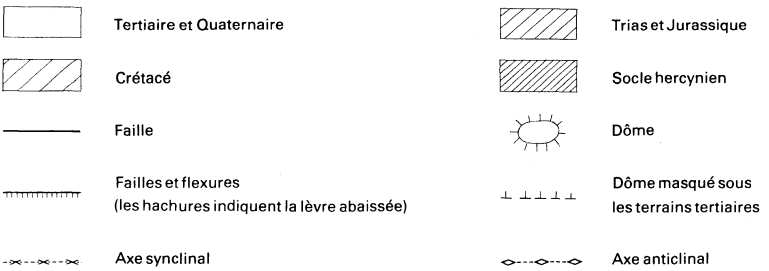 Tertiaire et Quaternaire
Trias et Jurassique
Crétacé
Socle hercynien
Faille
Dôme
Failles et flexures
(les hachures indiquent la lèvre abaissée)
Dôme masqué sous
les terrains tertiaires
Axe synclinal
Axe anticlinal